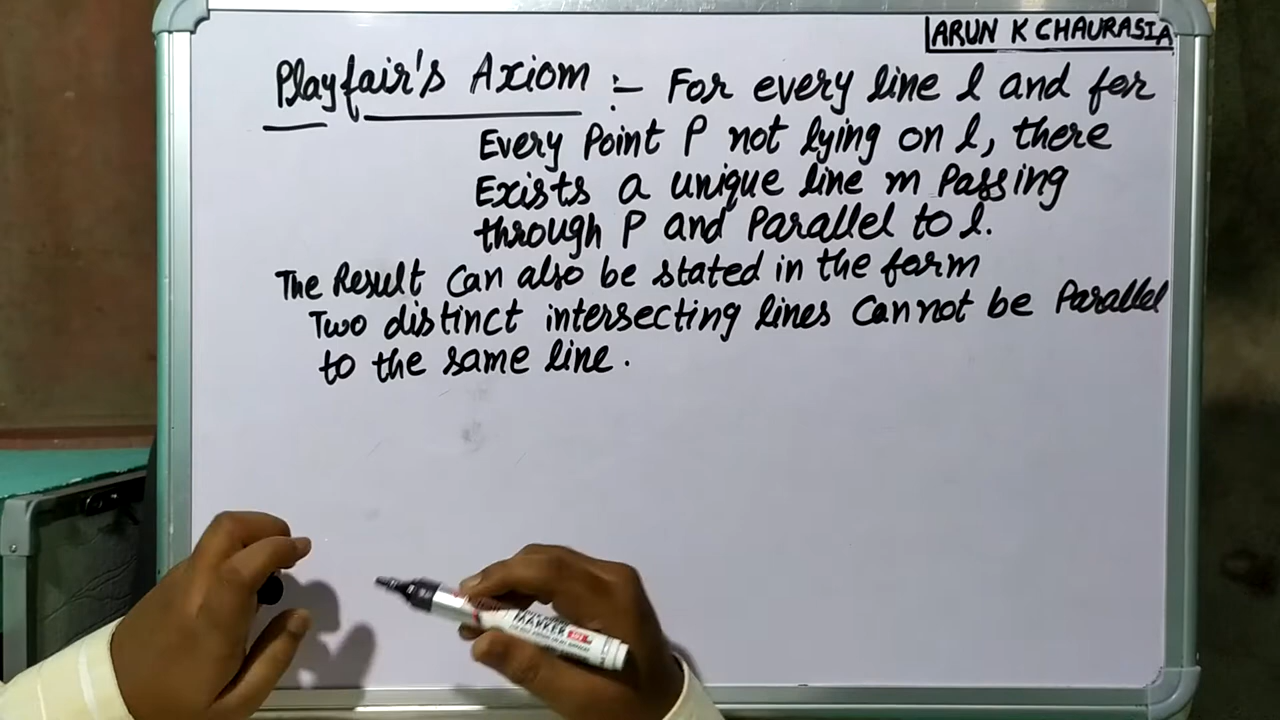 ARUN K CHAURASIA
Playfair's Axiom :- For every line l and for
Every Point P not lying on l, there
Exists a unique line m Passing
through P and Parallel to l.
The Result can also be stated in the form
Two distinct intersecting lines cannot be Parallel
to the same line.
MARKER